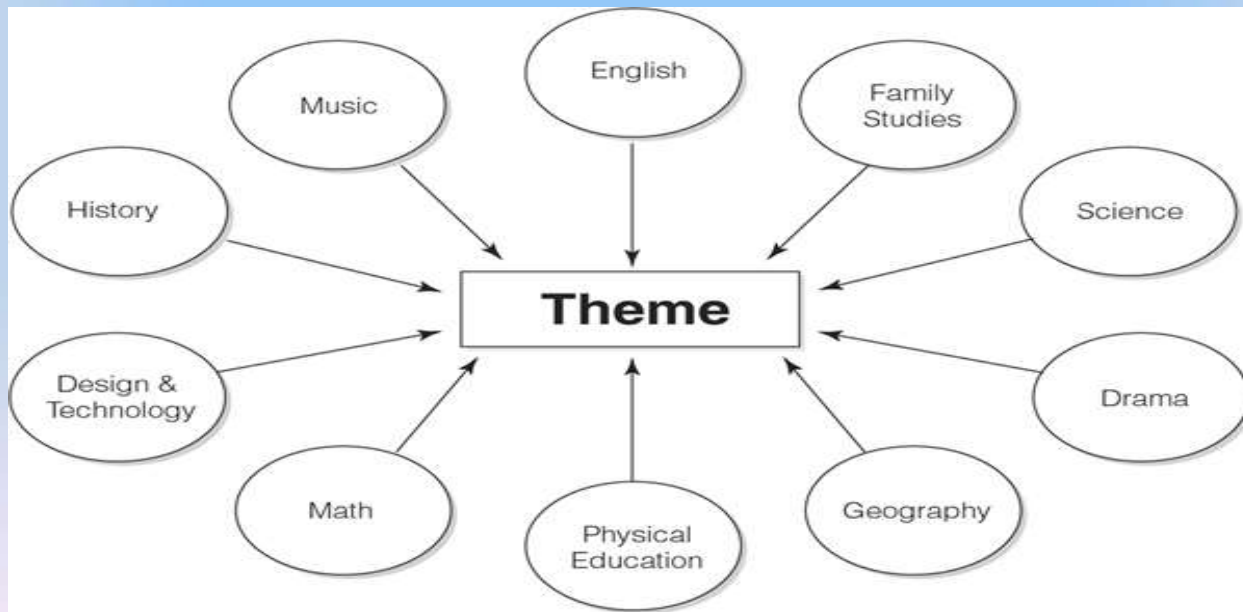 English
Music
Family
Studies
History
Science
Theme
Design &
Technology
Drama
Math
Geography
Physical
Education